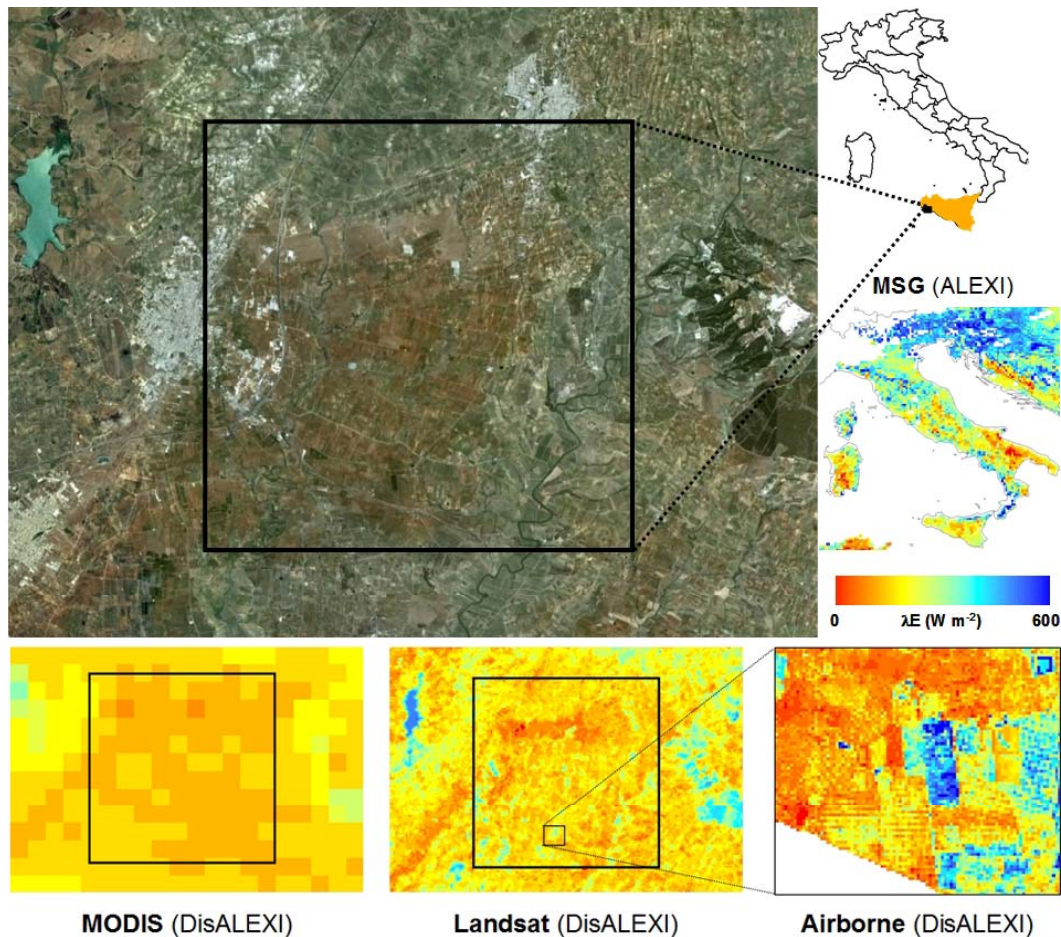 MSG (ALEXI)
0 600
λE (W m⁻²)
MODIS (DisALEXI)
Landsat (DisALEXI)
Airborne (DisALEXI)